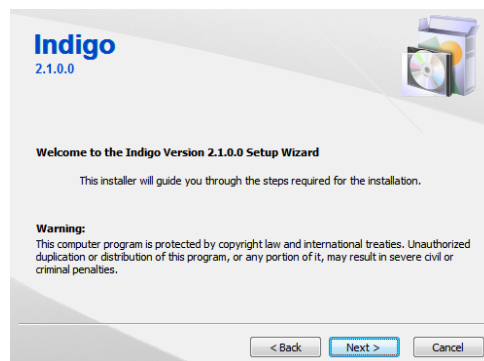 Indigo
2.1.0.0
Welcome to the Indigo Version 2.1.0.0 Setup Wizard
This installer will guide you through the steps required for the installation.
Warning:
This computer program is protected by copyright law and international treaties. Unauthorized
duplication or distribution of this program, or any portion of it, may result in severe civil or
criminal penalties.
< Back Next > Cancel